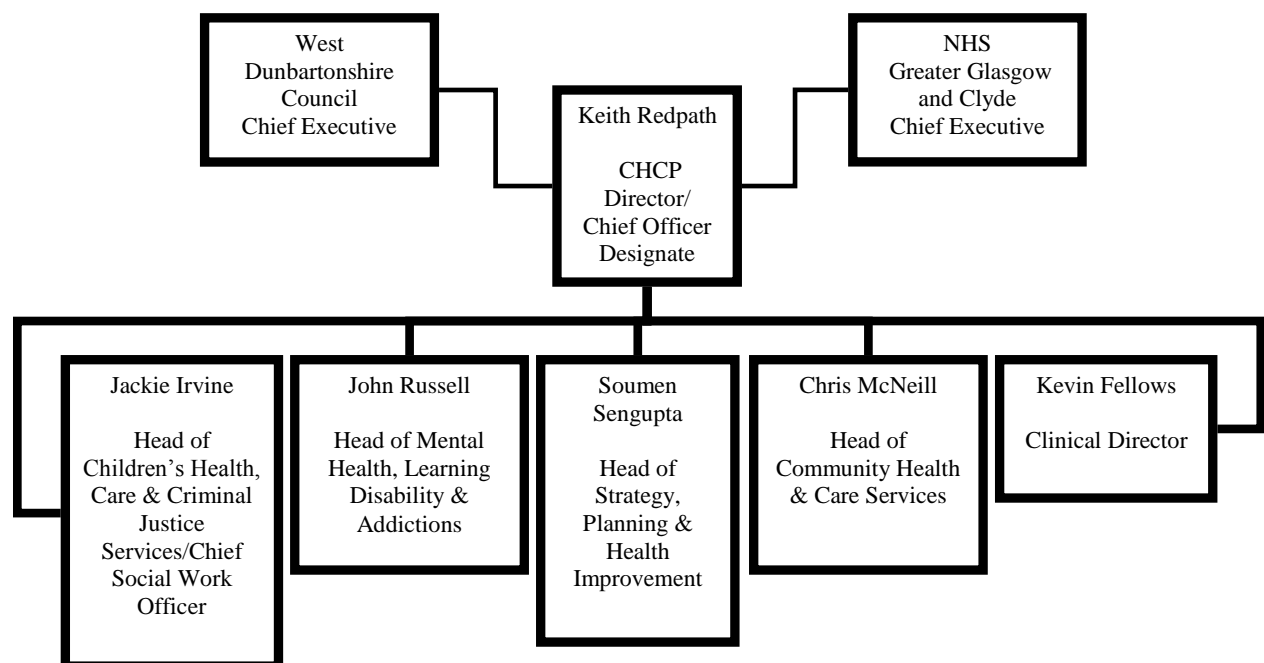 West
Dunbartonshire
Council
Chief Executive
NHS
Greater Glasgow
and Clyde
Chief Executive
Keith Redpath
CHCP
Director/
Chief Officer
Designate
Jackie Irvine
Head of
Children’s Health,
Care & Criminal
Justice
Services/Chief
Social Work
Officer
John Russell
Head of Mental
Health, Learning
Disability &
Addictions
Soumen
Sengupta
Head of
Strategy,
Planning &
Health
Improvement
Chris McNeill
Head of
Community Health
& Care Services
Kevin Fellows
Clinical Director